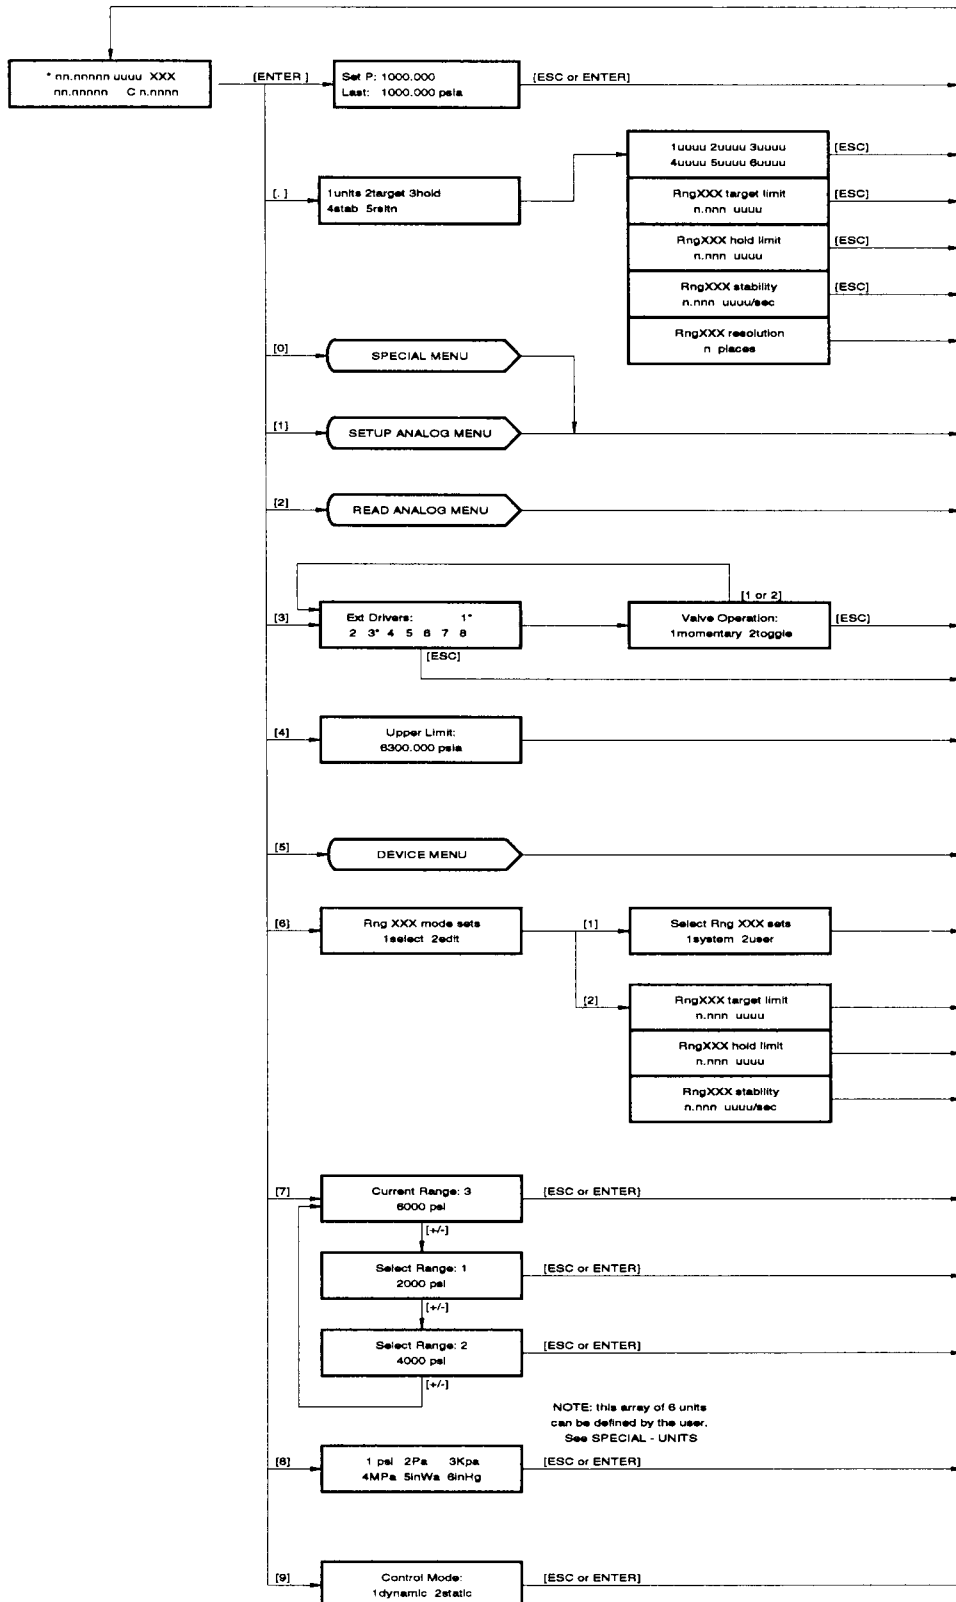 * nn.nnnnn uuuu XXX
nn.nnnnn C n.nnnn
[ENTER ]
Set P: 1000.000
Last: 1000.000 psia
[ESC or ENTER]
[. ]
1units 2target 3hold
4stab 5rsltn
1uuuu 2uuuu 3uuuu
4uuuu 5uuuu 6uuuu
[ESC]
RngXXX target limit
n.nnn uuuu
[ESC]
RngXXX hold limit
n.nnn uuuu
[ESC]
RngXXX stability
n.nnn uuuu/sec
[ESC]
RngXXX resolution
n places
[0]
SPECIAL MENU
[1]
SETUP ANALOG MENU
[2]
READ ANALOG MENU
[3]
Ext Drivers: 1*
2 3* 4 5 6 7 8
[1 or 2]
Valve Operation:
1momentary 2toggle
[ESC]
[ESC]
[4]
Upper Limit:
6300.000 psia
[5]
DEVICE MENU
[6]
Rng XXX mode sets
1select 2edit
[1]
Select Rng XXX sets
1system 2user
[2]
RngXXX target limit
n.nnn uuuu
RngXXX hold limit
n.nnn uuuu
RngXXX stability
n.nnn uuuu/sec
[7]
Current Range: 3
6000 psi
[ESC or ENTER]
[+/-]
Select Range: 1
2000 psi
[ESC or ENTER]
[+/-]
Select Range: 2
4000 psi
[ESC or ENTER]
[+/-]
NOTE: this array of 6 units
can be defined by the user.
See SPECIAL - UNITS
[8]
1 psi 2Pa 3Kpa
4MPa 5inWa 6inHg
[ESC or ENTER]
[9]
Control Mode:
1dynamic 2static
[ESC or ENTER]